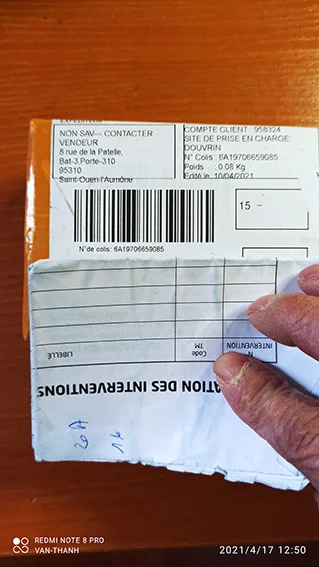 EXPEDITEUR
NON SAV--- CONTACTER
VENDEUR
8 rue de la Patelle,
Bat-3,Porte-310
95310
Saint-Ouen-l'Aumône
COMPTE CLIENT : 958324
SITE DE PRISE EN CHARGE:
DOUVRIN
N° Colis : 6A19706659085
Poids : 0.08 Kg
Edité le : 10/04/2021
15 -
N°de colis: 6A19706659085
LIBELLÉ
Code
TM
N°
INTERVENTION
ATION DES INTERVENTIONS
REDMI NOTE 8 PRO
VAN-THANH
2021/4/17 12:50